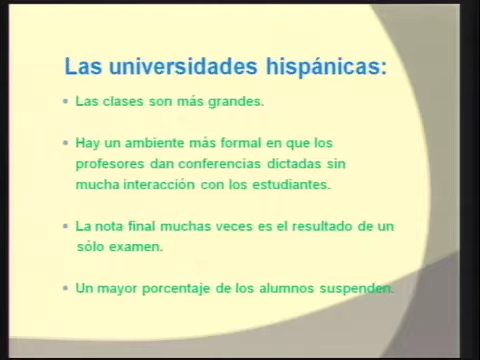 Las universidades hispánicas:
Las clases son más grandes.
Hay un ambiente más formal en que los
profesores dan conferencias dictadas sin
mucha interacción con los estudiantes.
La nota final muchas veces es el resultado de un
sólo examen.
Un mayor porcentaje de los alumnos suspenden.